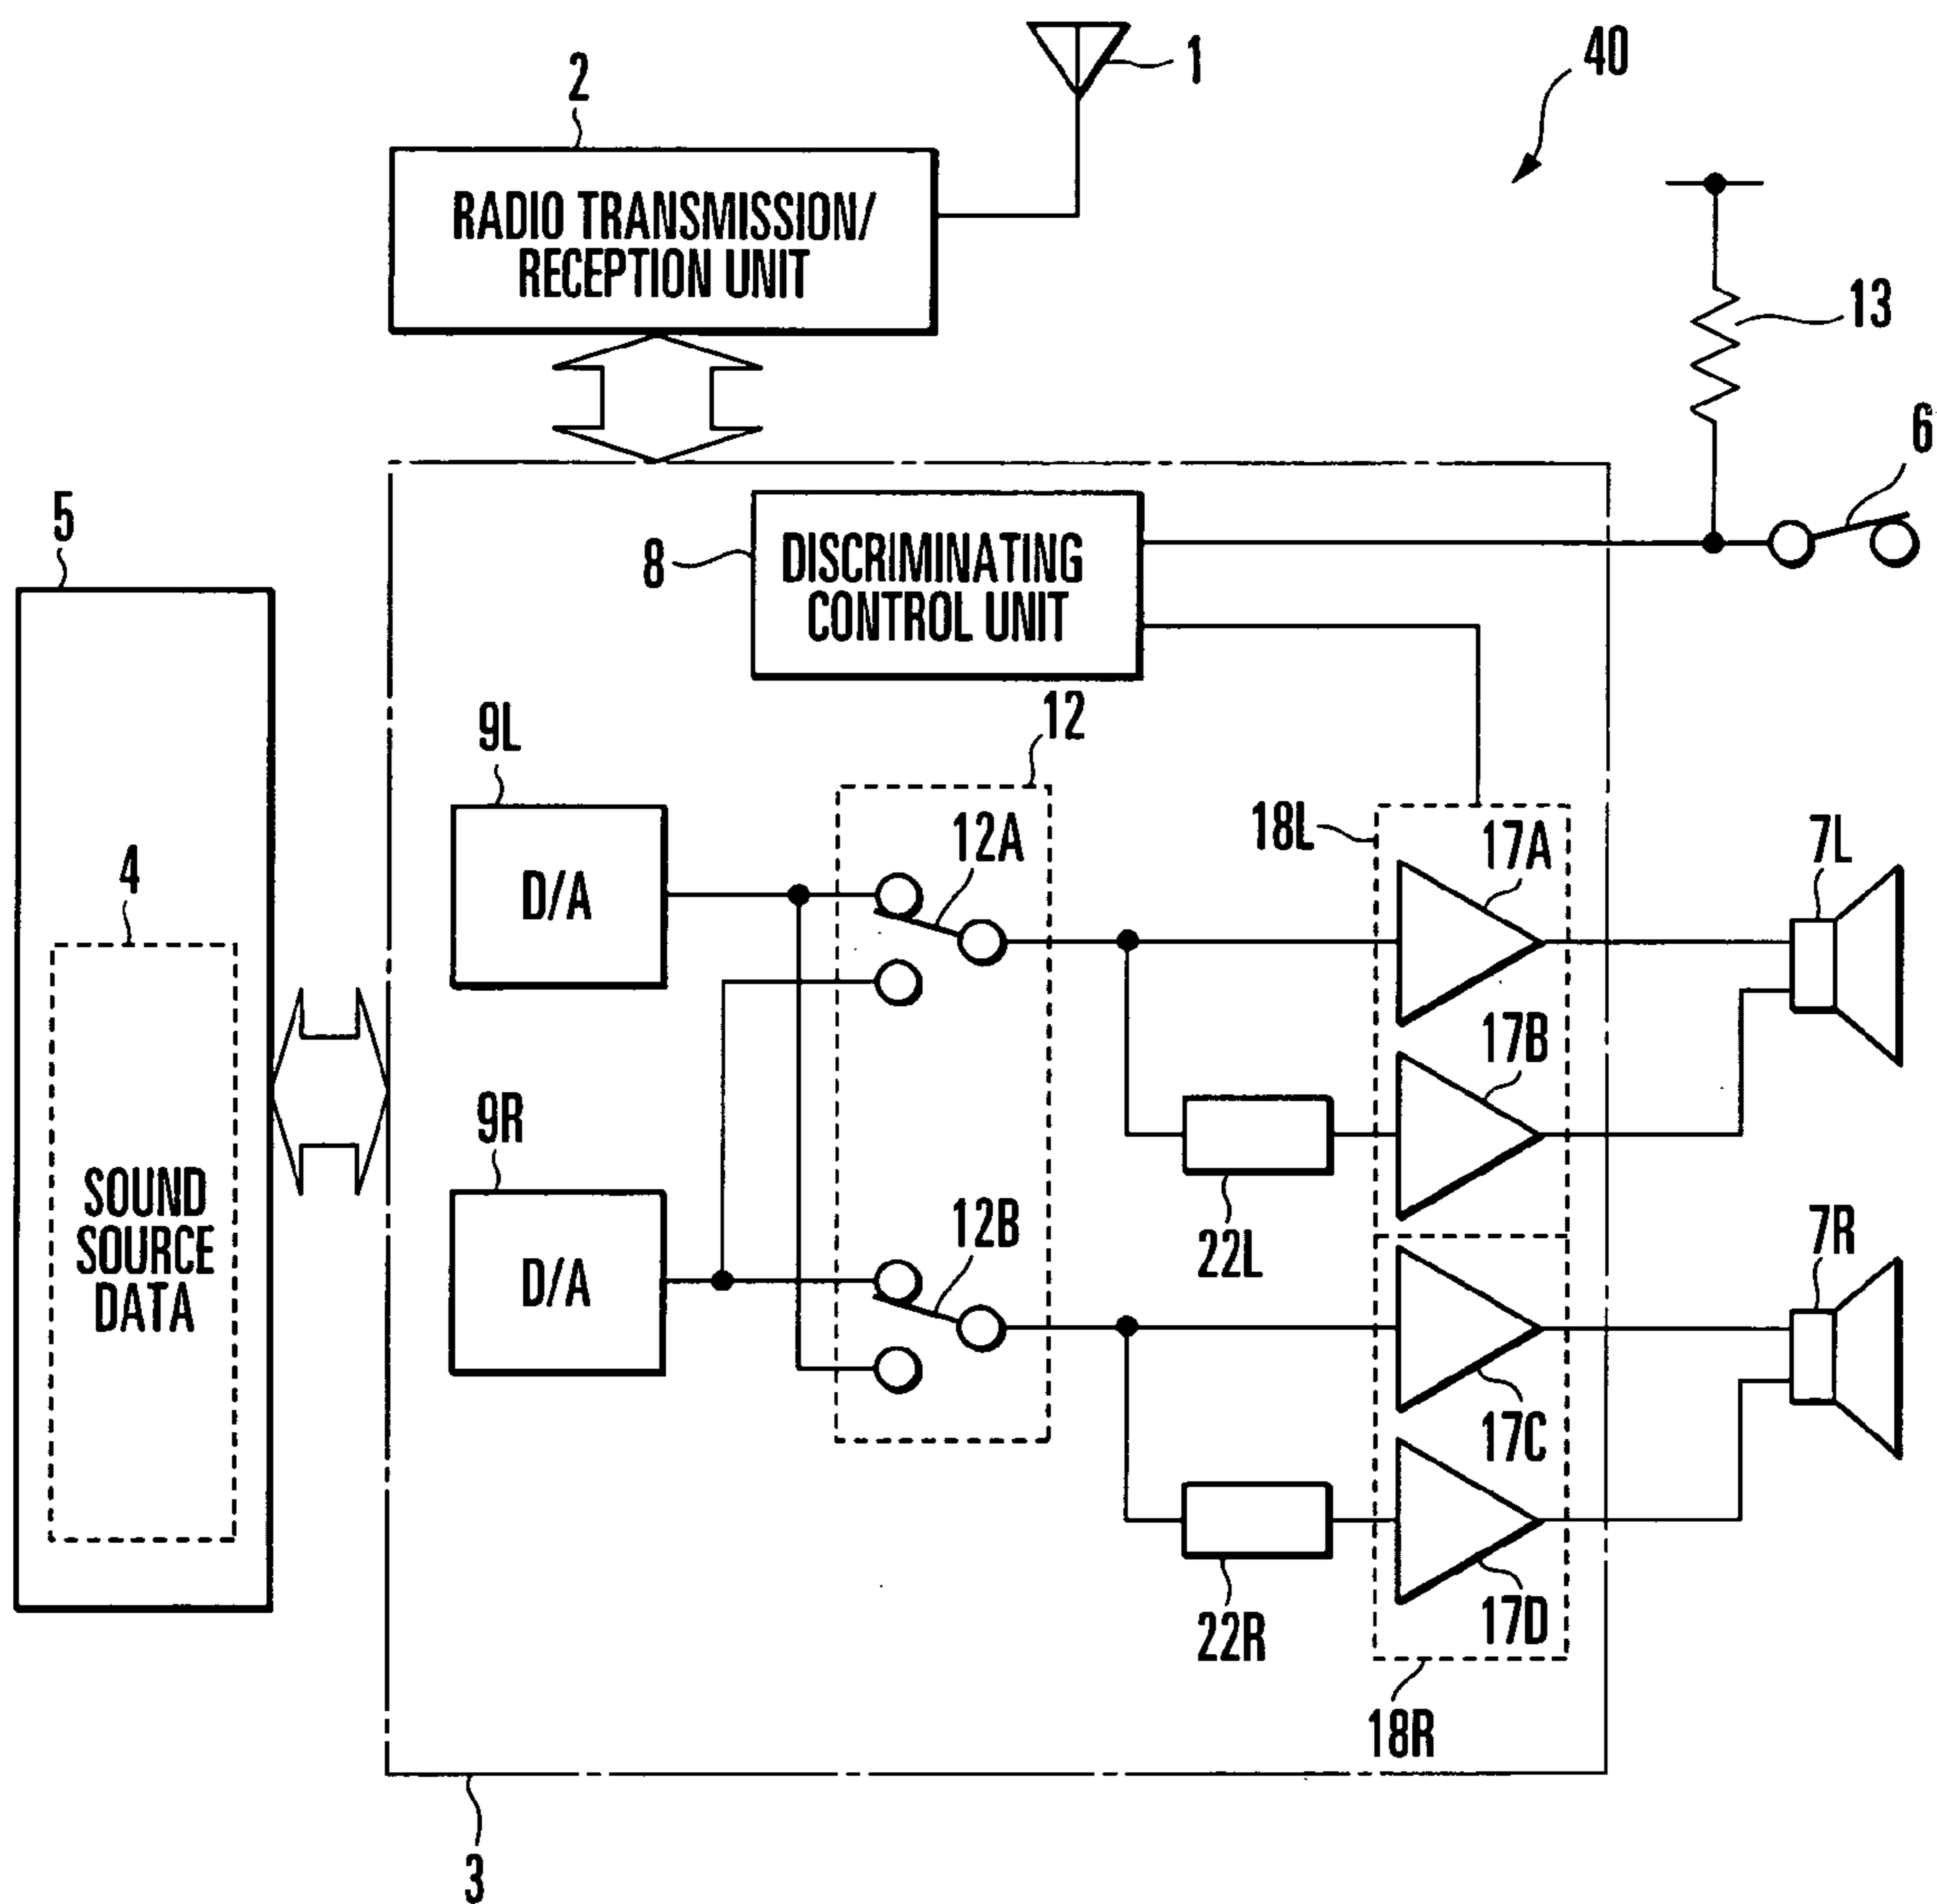 1
40
2
RADIO TRANSMISSION/
RECEPTION UNIT
13
6
5
8
DISCRIMINATING
CONTROL UNIT
12
9L
D/A
12A
18L
17A
7L
4
SOUND
SOURCE
DATA
17B
9R
D/A
22L
12B
7R
17C
22R
17D
18R
3